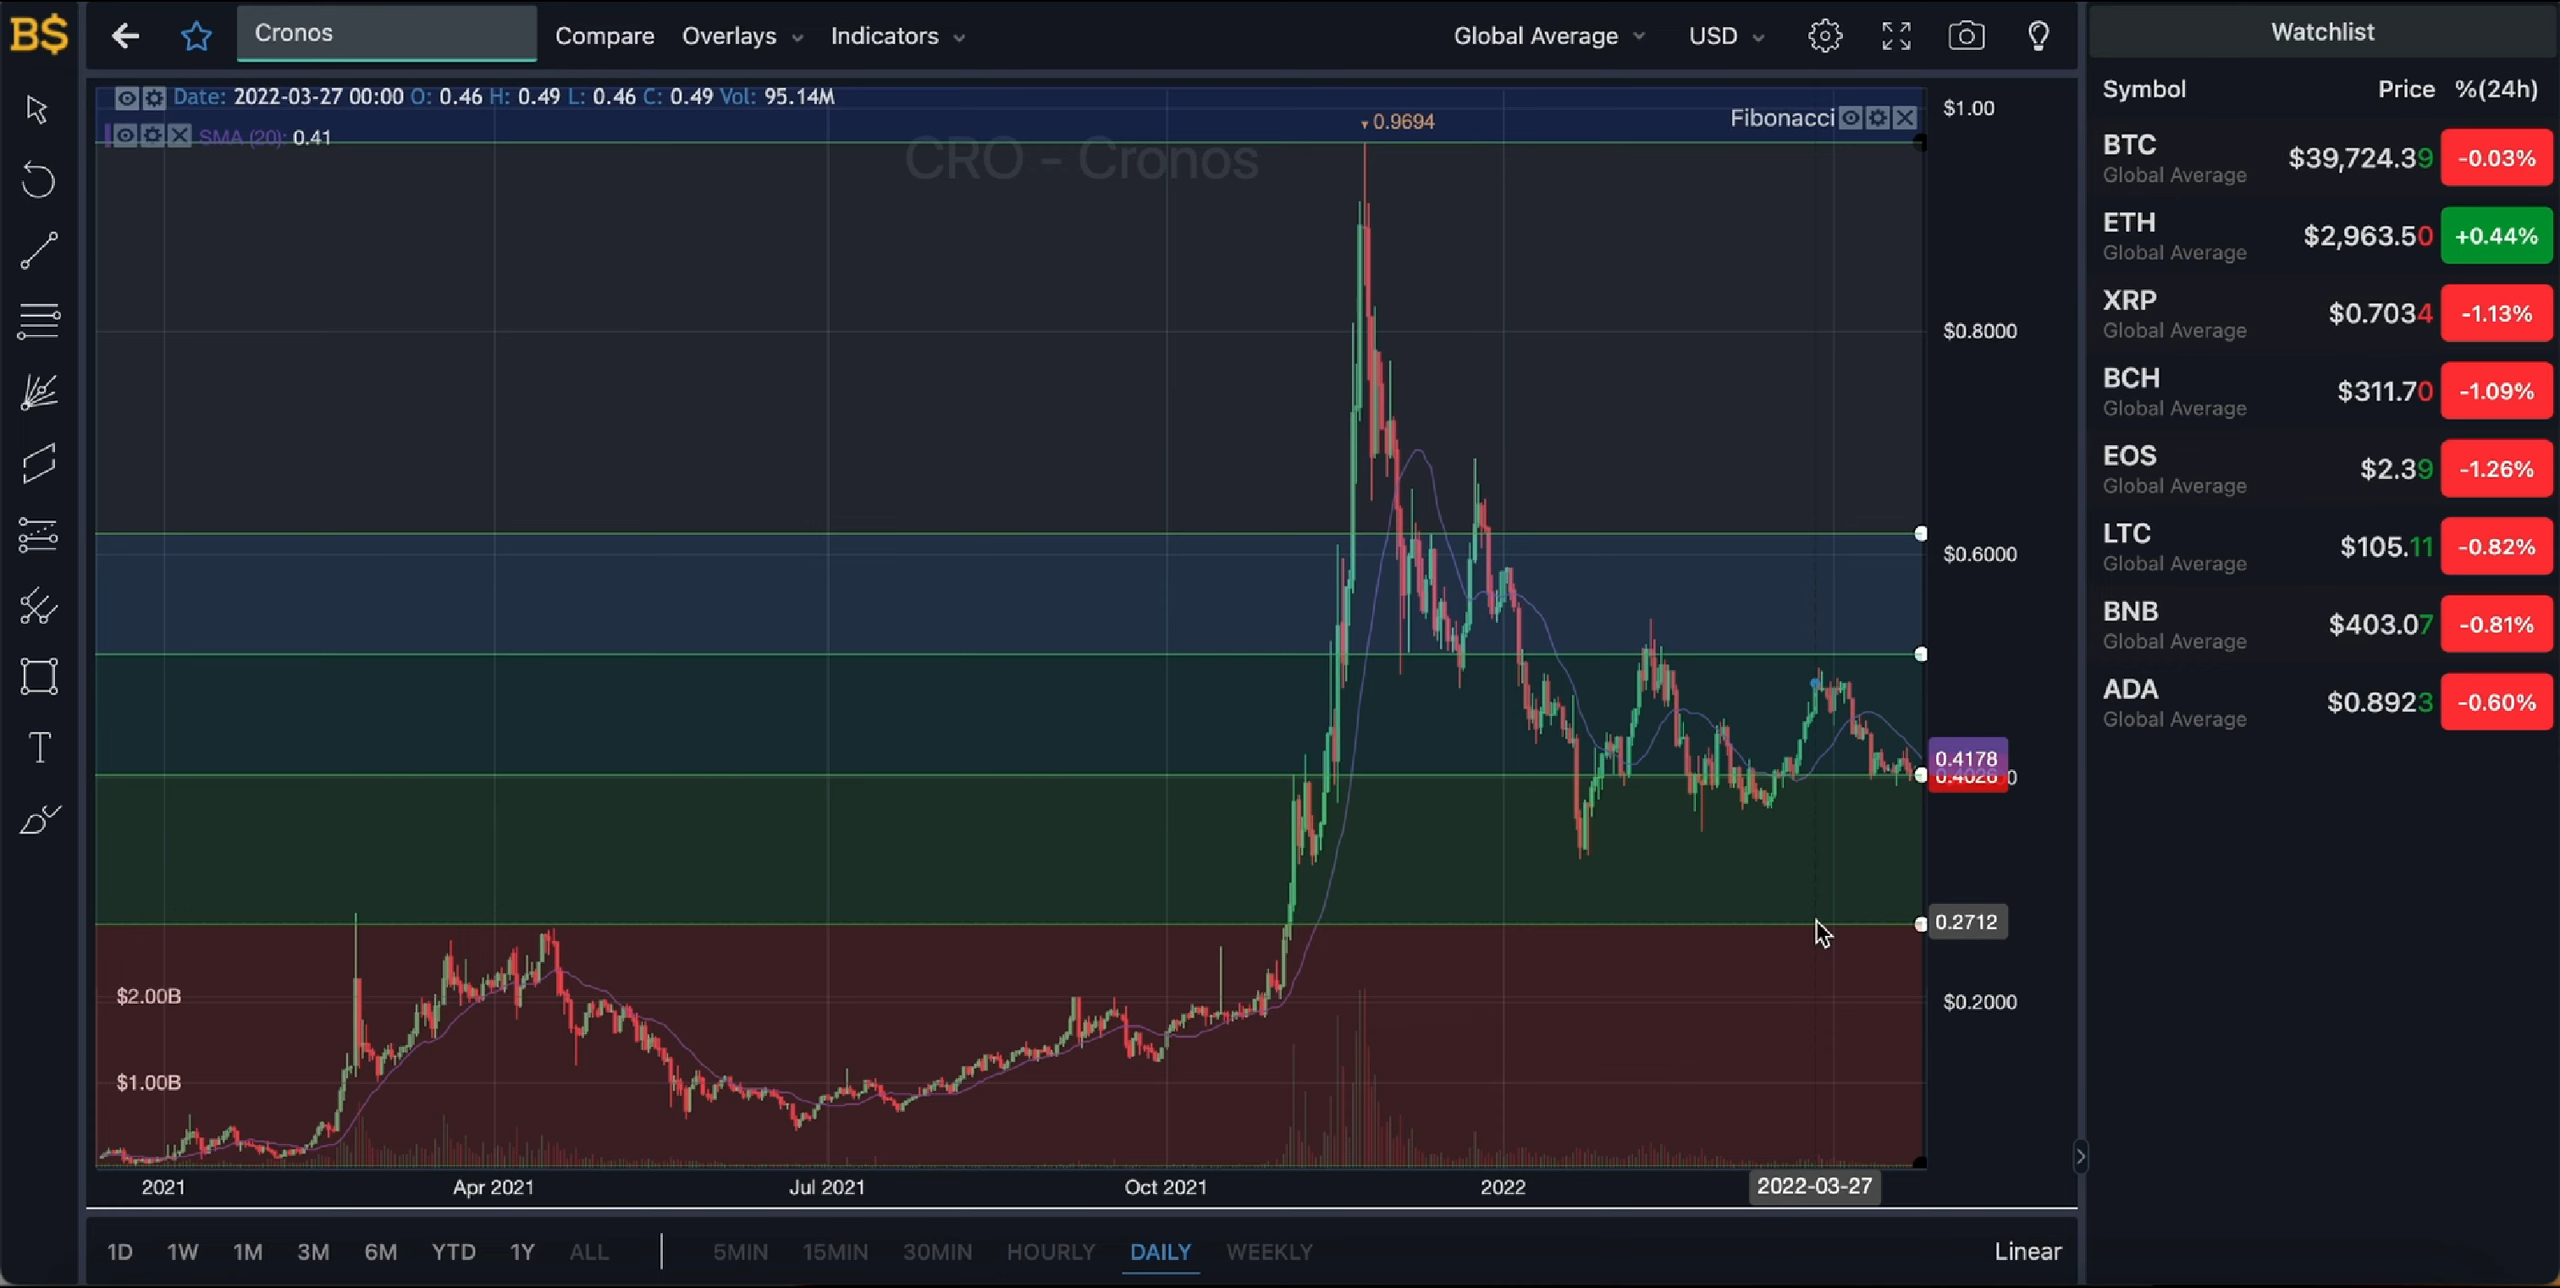 B$
Cronos
Compare
Overlays
Indicators
Global Average
USD
Date: 2022-03-27 00:00 O: 0.46 H: 0.49 L: 0.46 C: 0.49 Vol: 95.14M
SMA (20): 0.41
CRO - Cronos
0.9694
Fibonacci
$1.00
$0.8000
$0.6000
0.4178
0.2712
$0.2000
$2.00B
$1.00B
2021
Apr 2021
Jul 2021
Oct 2021
2022
2022-03-27
1D 1W 1M 3M 6M YTD 1Y ALL
5MIN 15MIN 30MIN HOURLY DAILY WEEKLY
Linear
Watchlist
Symbol Price %(24h)
BTC $39,724.39 -0.03%
Global Average
ETH $2,963.50 +0.44%
Global Average
XRP $0.7034 -1.13%
Global Average
BCH $311.70 -1.09%
Global Average
EOS $2.39 -1.26%
Global Average
LTC $105.11 -0.82%
Global Average
BNB $403.07 -0.81%
Global Average
ADA $0.8923 -0.60%
Global Average